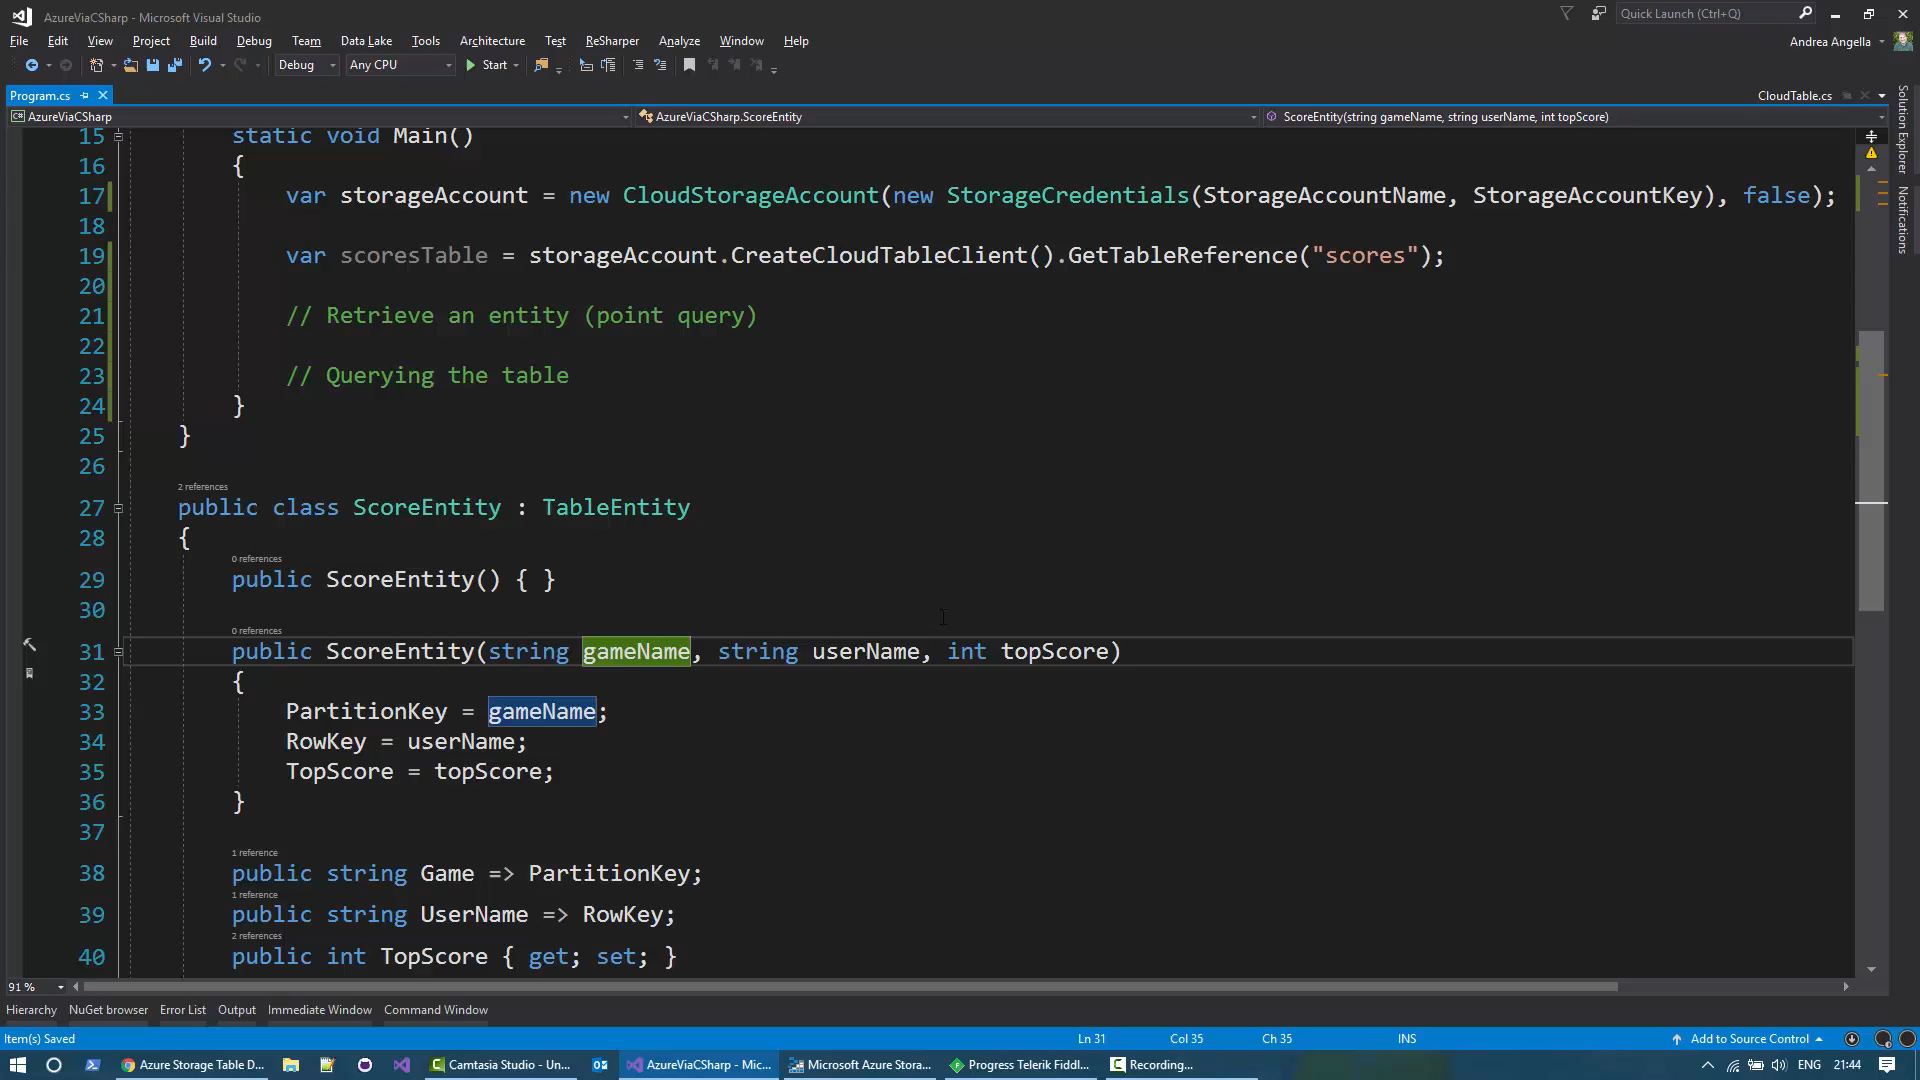 AzureViaCSharp - Microsoft Visual Studio
Quick Launch (Ctrl+Q)
File Edit View Project Build Debug Team Data Lake Tools Architecture Test ReSharper Analyze Window Help
Andrea Angella
Debug Any CPU Start
Program.cs
CloudTable.cs
AzureViaCSharp
AzureViaCSharp.ScoreEntity
ScoreEntity(string gameName, string userName, int topScore)
Solution Explorer
Notifications
15 static void Main()
16 {
17 var storageAccount = new CloudStorageAccount(new StorageCredentials(StorageAccountName, StorageAccountKey), false);
18
19 var scoresTable = storageAccount.CreateCloudTableClient().GetTableReference("scores");
20
21 // Retrieve an entity (point query)
22
23 // Querying the table
24 }
25 }
26
2 references
27 public class ScoreEntity : TableEntity
28 {
0 references
29 public ScoreEntity() { }
30
0 references
31 public ScoreEntity(string gameName, string userName, int topScore)
32 {
33 PartitionKey = gameName;
34 RowKey = userName;
35 TopScore = topScore;
36 }
37
1 reference
38 public string Game => PartitionKey;
1 reference
39 public string UserName => RowKey;
2 references
40 public int TopScore { get; set; }
91 %
Hierarchy NuGet browser Error List Output Immediate Window Command Window
Item(s) Saved Ln 31 Col 35 Ch 35 INS Add to Source Control
Azure Storage Table D... Camtasia Studio - Un... AzureViaCSharp - Mic... Microsoft Azure Stora... Progress Telerik Fiddl... Recording... ENG 21:44